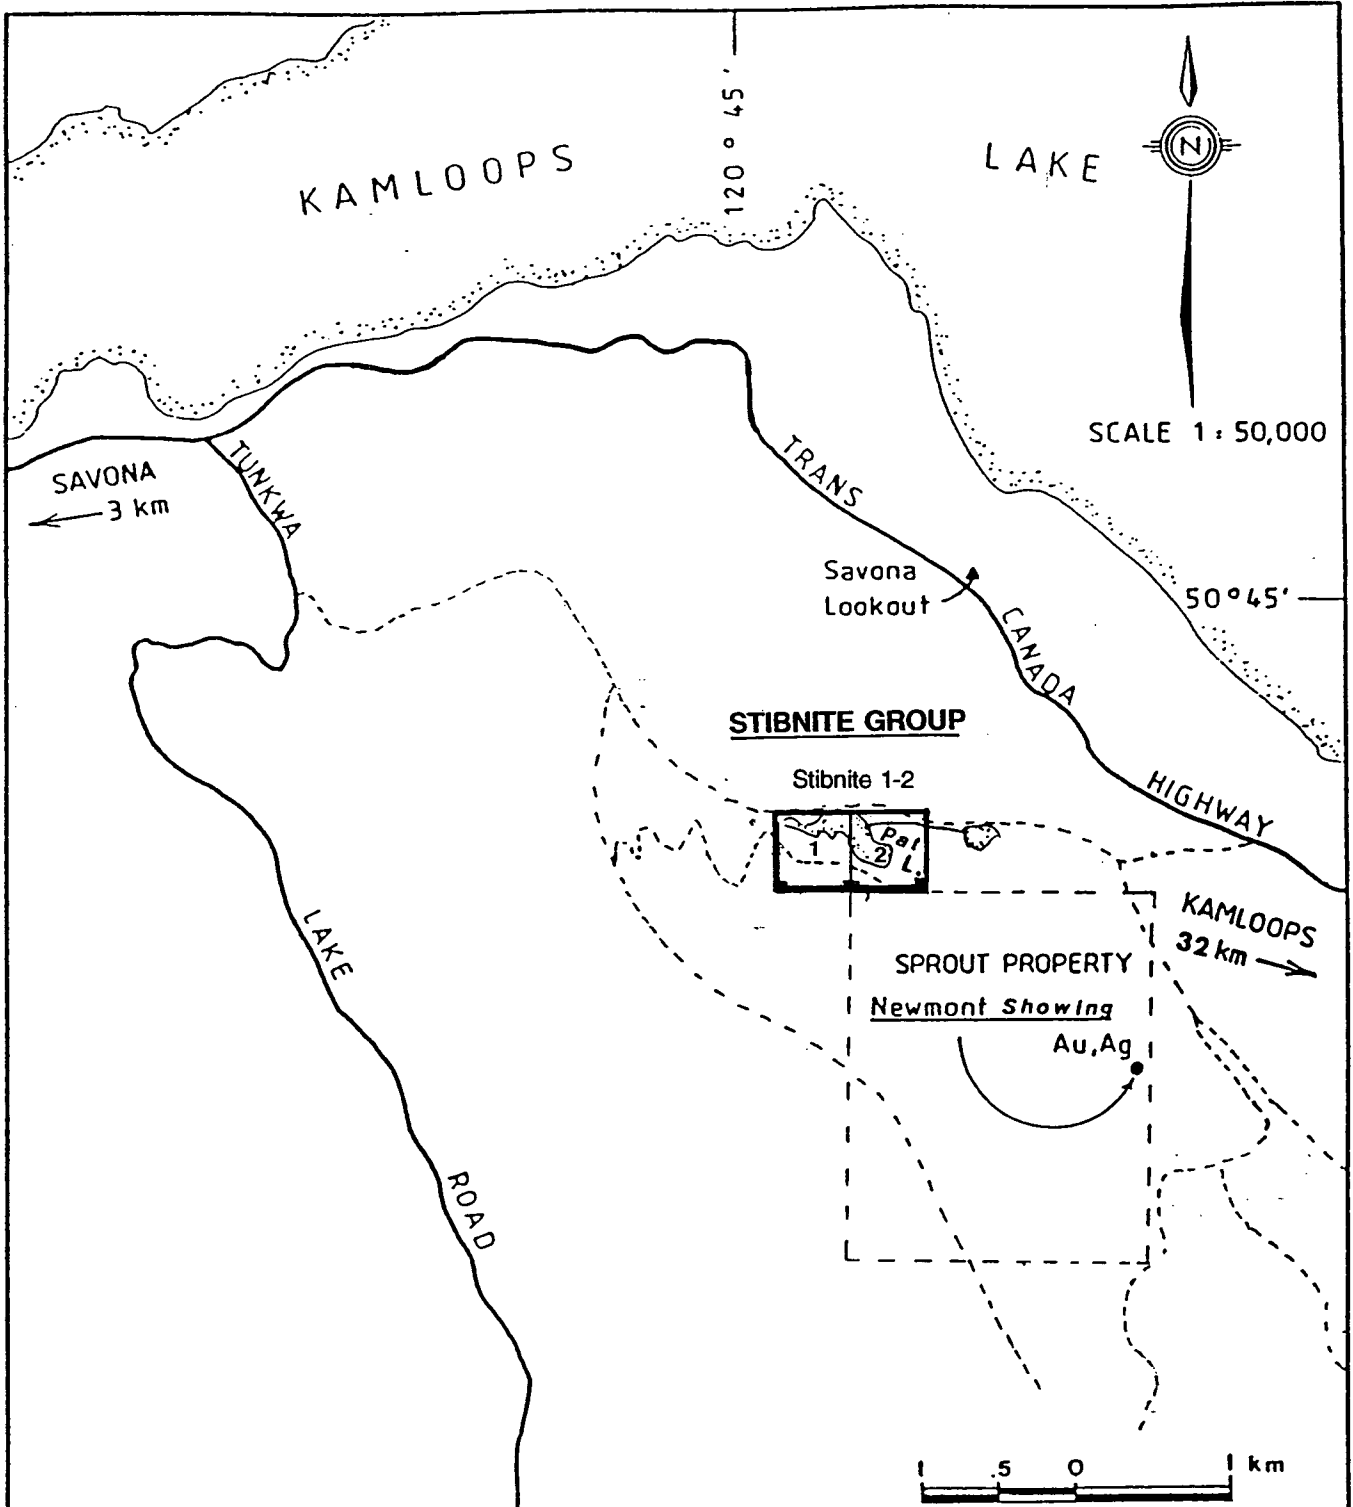 KAMLOOPS
LAKE
120° 45'
N
SCALE 1 : 50,000
SAVONA
3 km
TUNKWA
TRANS
Savona
Lookout
50° 45'
CANADA
STIBNITE GROUP
Stibnite 1-2
HIGHWAY
1
2
Pat
L.
KAMLOOPS
32 km
LAKE
SPROUT PROPERTY
Newmont Showing
Au, Ag
ROAD
1 .5 0 1 km